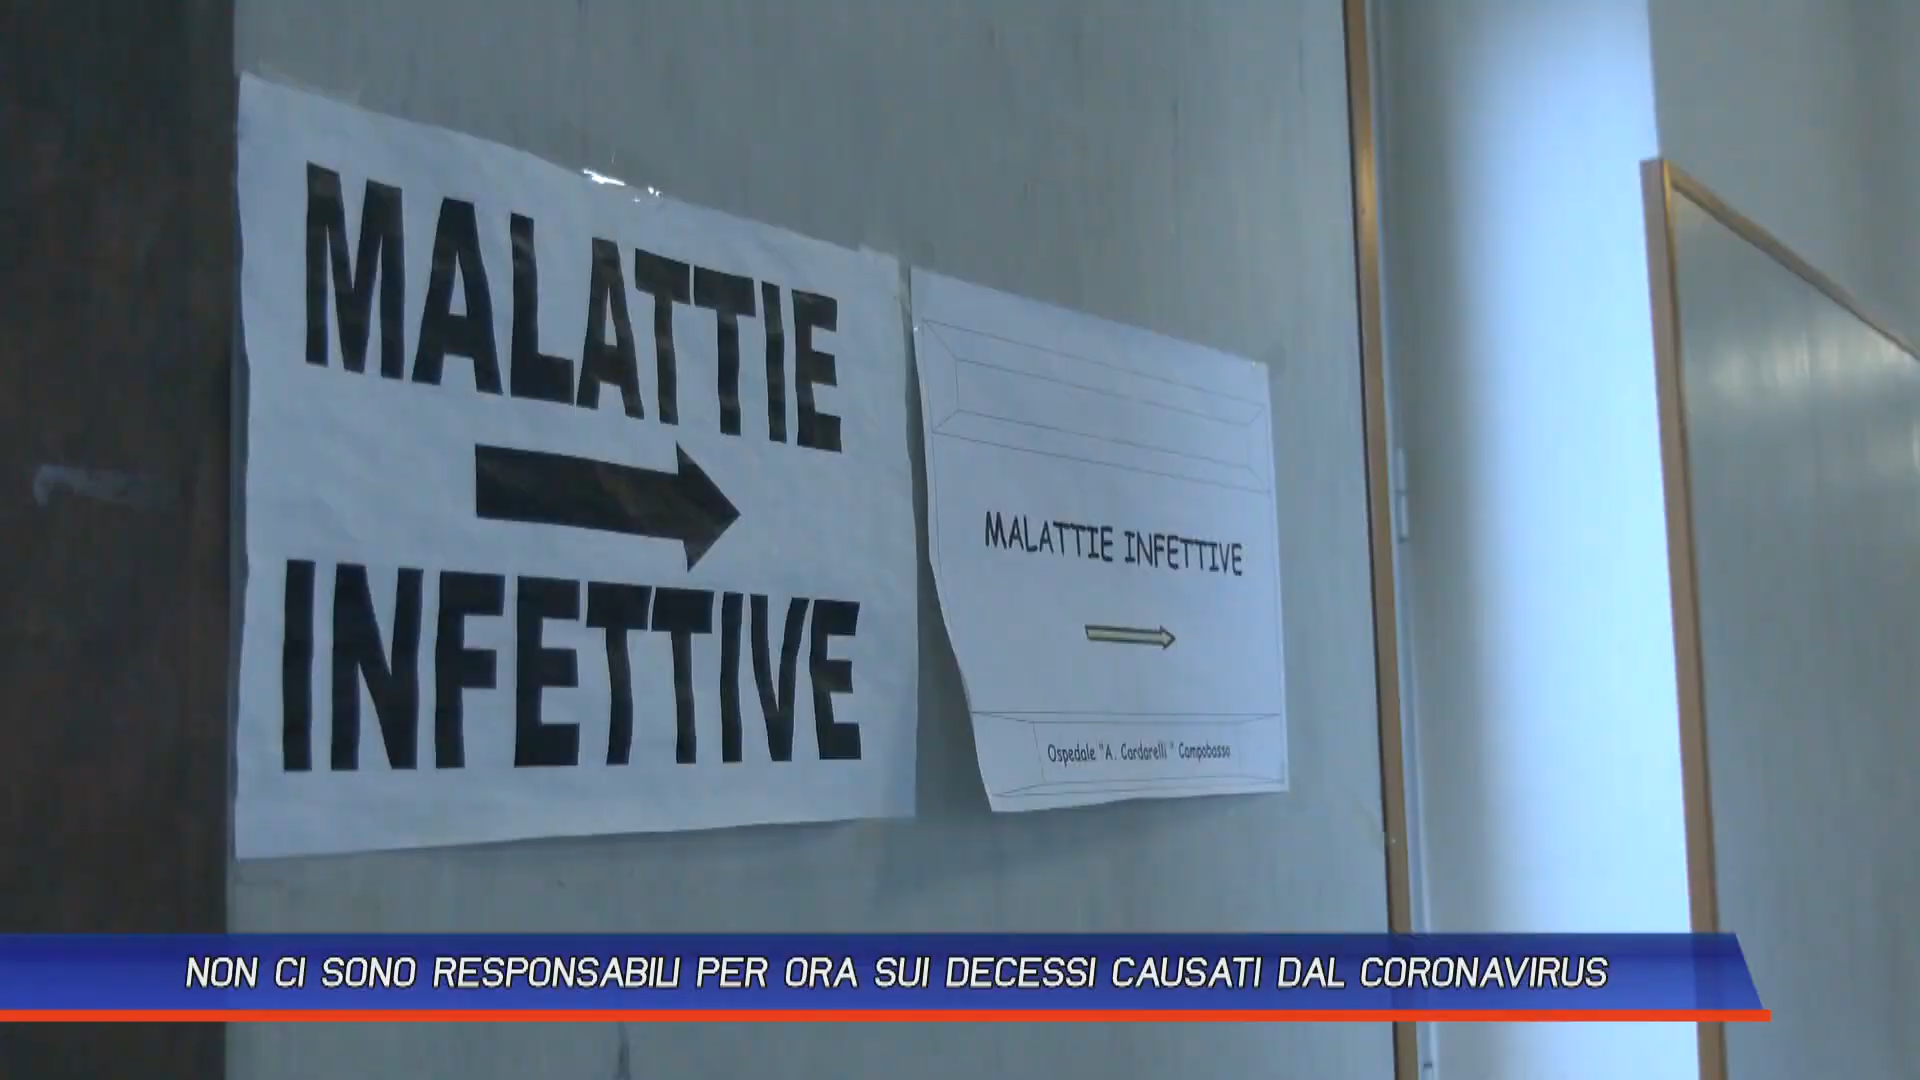 MALATTIE
INFETTIVE
MALATTIE INFETTIVE
Ospedale "A. Cardarelli " Campobasso
NON CI SONO RESPONSABILI PER ORA SUI DECESSI CAUSATI DAL CORONAVIRUS